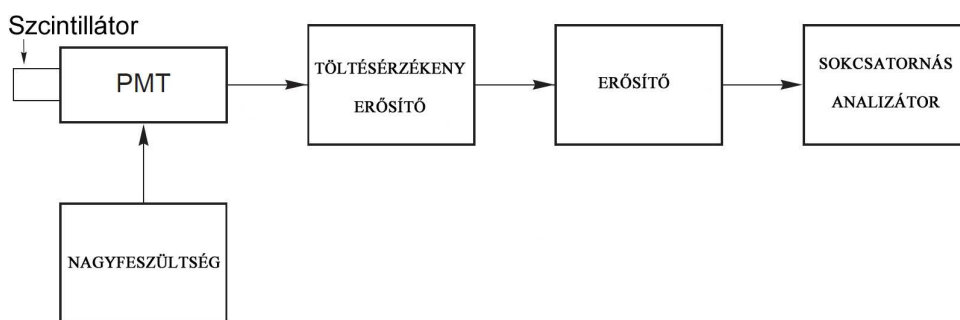 Szcintillátor
PMT
TÖLTÉSÉRZÉKENY
ERŐSÍTŐ
ERŐSÍTŐ
SOKCSATORNÁS
ANALIZÁTOR
NAGYFESZÜLTSÉG